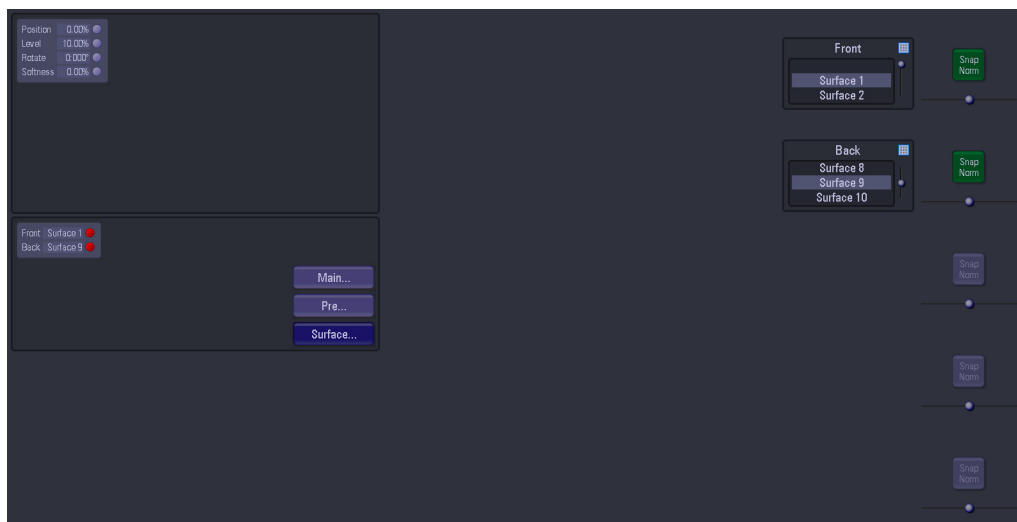 Position 0.00%
Level 10.00%
Rotate 0.000°
Softness 0.00%
Front
Surface 1
Surface 2
Snap
Norm
Back
Surface 8
Surface 9
Surface 10
Snap
Norm
Front Surface 1
Back Surface 9
Main...
Pre...
Surface...
Snap
Norm
Snap
Norm
Snap
Norm